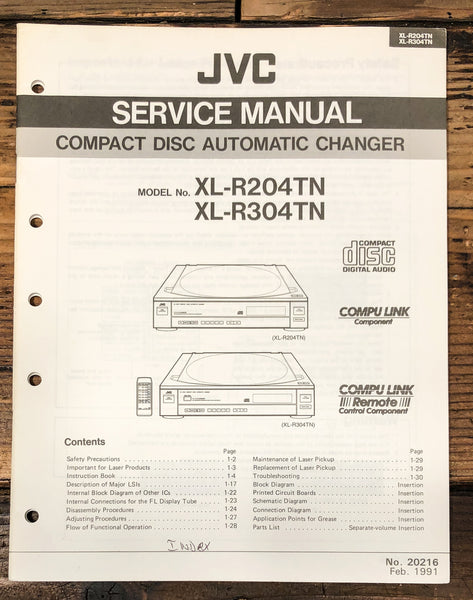 XL-R204TN
XL-R304TN
JVC
SERVICE MANUAL
COMPACT DISC AUTOMATIC CHANGER
MODEL No. XL-R204TN
XL-R304TN
COMPACT
disc
DIGITAL AUDIO
COMPU LINK
Component
(XL-R204TN)
COMPU LINK
Remote
Control Component
(XL-R304TN)
Contents
Page
Safety Precautions 1-2
Important for Laser Products 1-3
Instruction Book 1-4
Description of Major LSIs 1-17
Internal Block Diagram of Other ICs 1-22
Internal Connections for the FL Display Tube 1-23
Disassembly Procedures 1-24
Adjusting Procedures 1-27
Flow of Functional Operation 1-28
Page
Maintenance of Laser Pickup 1-29
Replacement of Laser Pickup 1-29
Troubleshooting 1-30
Block Diagram Insertion
Printed Circuit Boards Insertion
Schematic Diagram Insertion
Connection Diagram Insertion
Application Points for Grease Insertion
Parts List Separate-volume Insertion
Index
No. 20216
Feb. 1991